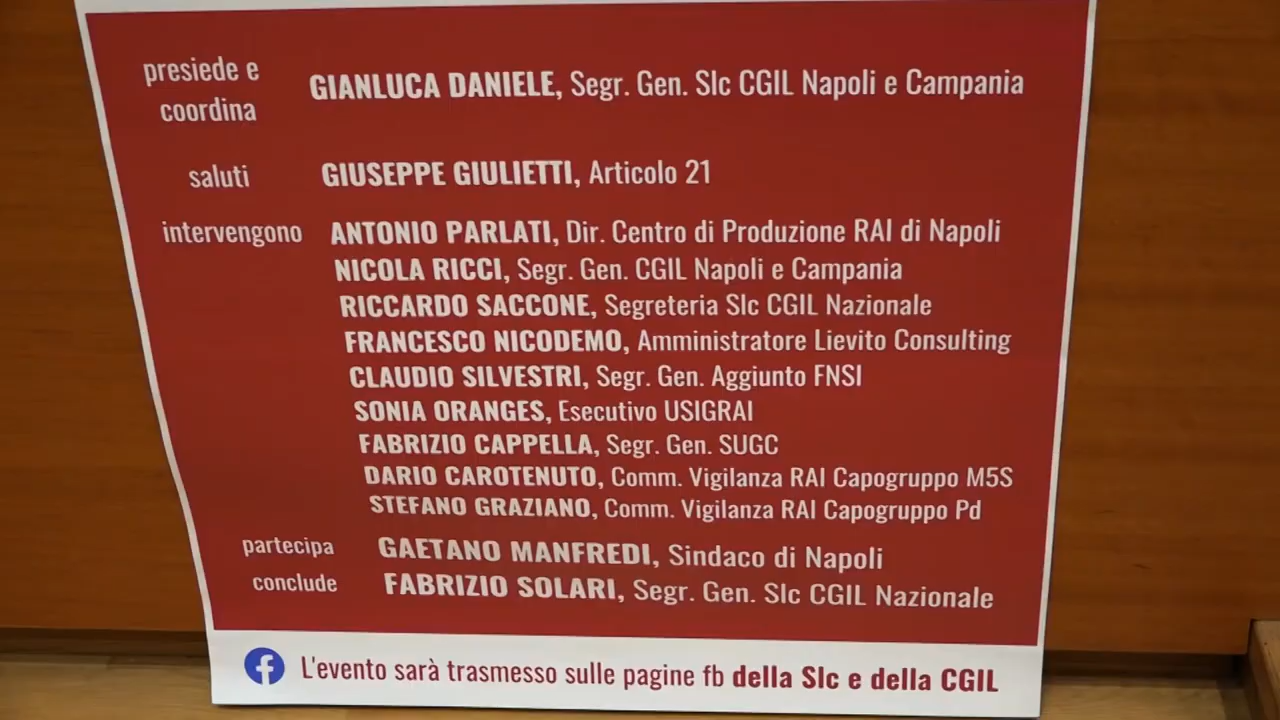 presiede e
coordina
GIANLUCA DANIELE, Segr. Gen. Slc CGIL Napoli e Campania
saluti GIUSEPPE GIULIETTI, Articolo 21
intervengono ANTONIO PARLATI, Dir. Centro di Produzione RAI di Napoli
NICOLA RICCI, Segr. Gen. CGIL Napoli e Campania
RICCARDO SACCONE, Segreteria Slc CGIL Nazionale
FRANCESCO NICODEMO, Amministratore Lievito Consulting
CLAUDIO SILVESTRI, Segr. Gen. Aggiunto FNSI
SONIA ORANGES, Esecutivo USIGRAI
FABRIZIO CAPPELLA, Segr. Gen. SUGC
DARIO CAROTENUTO, Comm. Vigilanza RAI Capogruppo M5S
STEFANO GRAZIANO, Comm. Vigilanza RAI Capogruppo Pd
partecipa GAETANO MANFREDI, Sindaco di Napoli
conclude FABRIZIO SOLARI, Segr. Gen. Slc CGIL Nazionale
L'evento sarà trasmesso sulle pagine fb della Slc e della CGIL